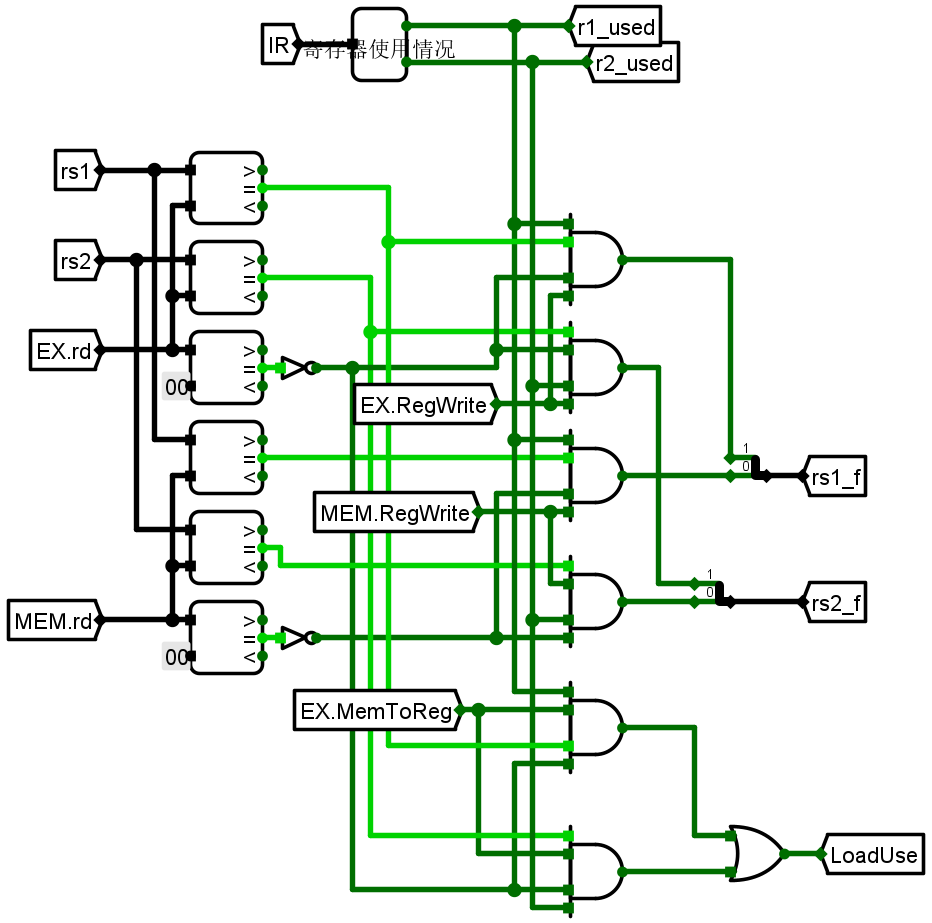 r1_used
IR
寄存器使用情况
r2_used
rs1
>
=
<
rs2
>
=
<
EX.rd
>
=
<
00
EX.RegWrite
>
=
<
1
0
rs1_f
MEM.RegWrite
>
=
<
1
0
rs2_f
MEM.rd
>
=
<
00
EX.MemToReg
LoadUse